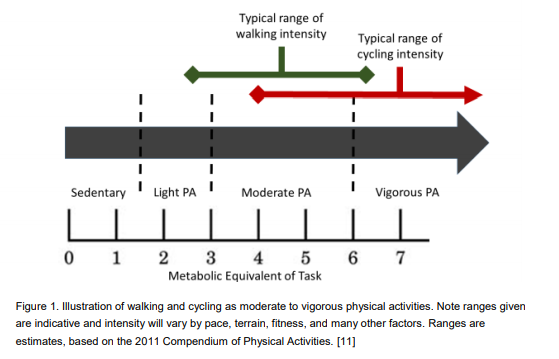 Typical range of
walking intensity
Typical range of
cycling intensity
Sedentary
Light PA
Moderate PA
Vigorous PA
0 1 2 3 4 5 6 7
Metabolic Equivalent of Task
Figure 1. Illustration of walking and cycling as moderate to vigorous physical activities. Note ranges given
are indicative and intensity will vary by pace, terrain, fitness, and many other factors. Ranges are
estimates, based on the 2011 Compendium of Physical Activities. [11]